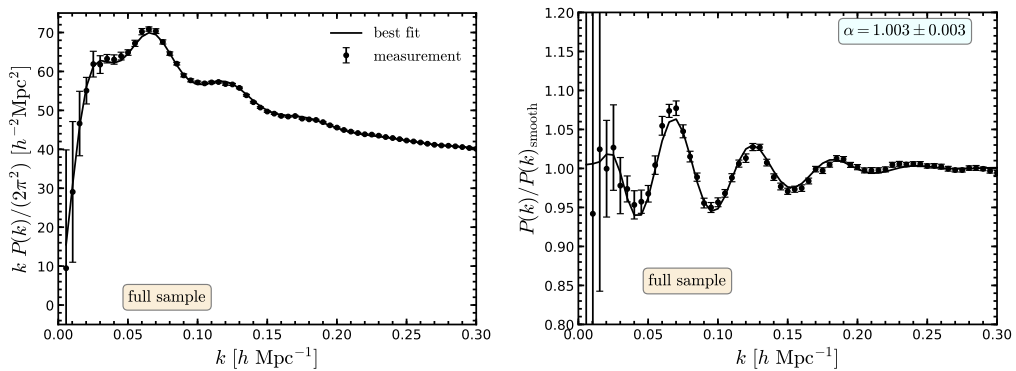 k P(k)/(2π²) [h⁻²Mpc²]
70
60
50
40
30
20
10
0
best fit
measurement
full sample
0.00 0.05 0.10 0.15 0.20 0.25 0.30
k [h Mpc⁻¹]
P(k)/P(k)smooth
1.20
1.15
1.10
1.05
1.00
0.95
0.90
0.85
0.80
α = 1.003 ± 0.003
full sample
0.00 0.05 0.10 0.15 0.20 0.25 0.30
k [h Mpc⁻¹]